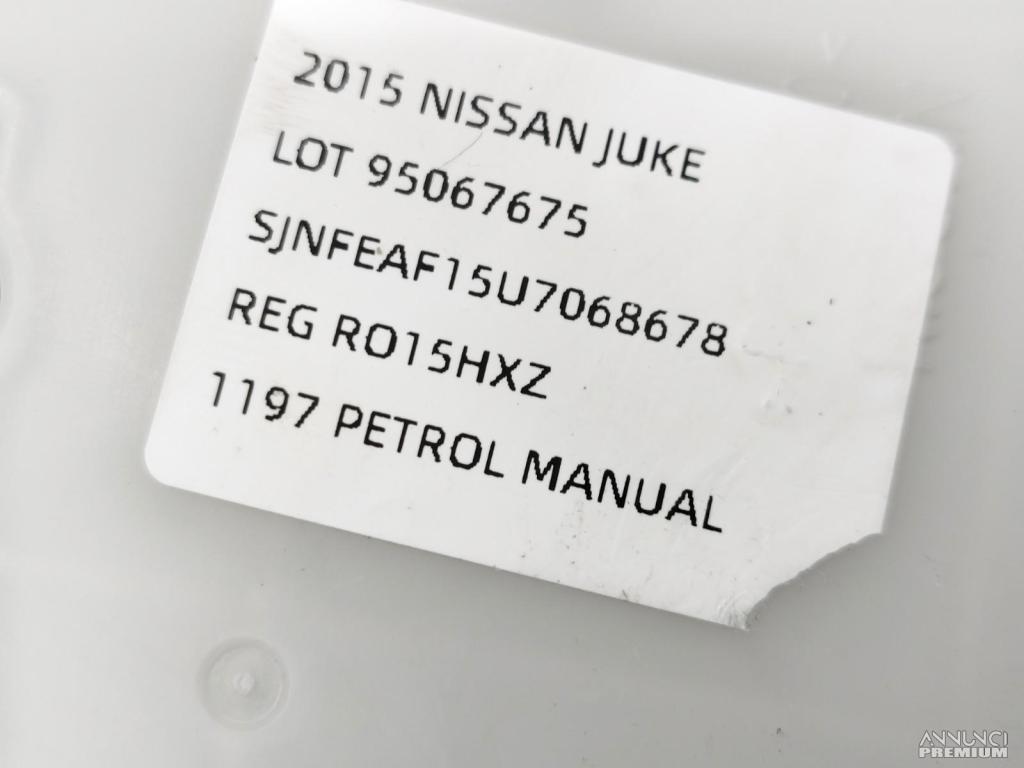 2015 NISSAN JUKE
LOT 95067675
SJNFEAF15U7068678
REG RO15HXZ
1197 PETROL MANUAL
ANNUNCI
PREMIUM